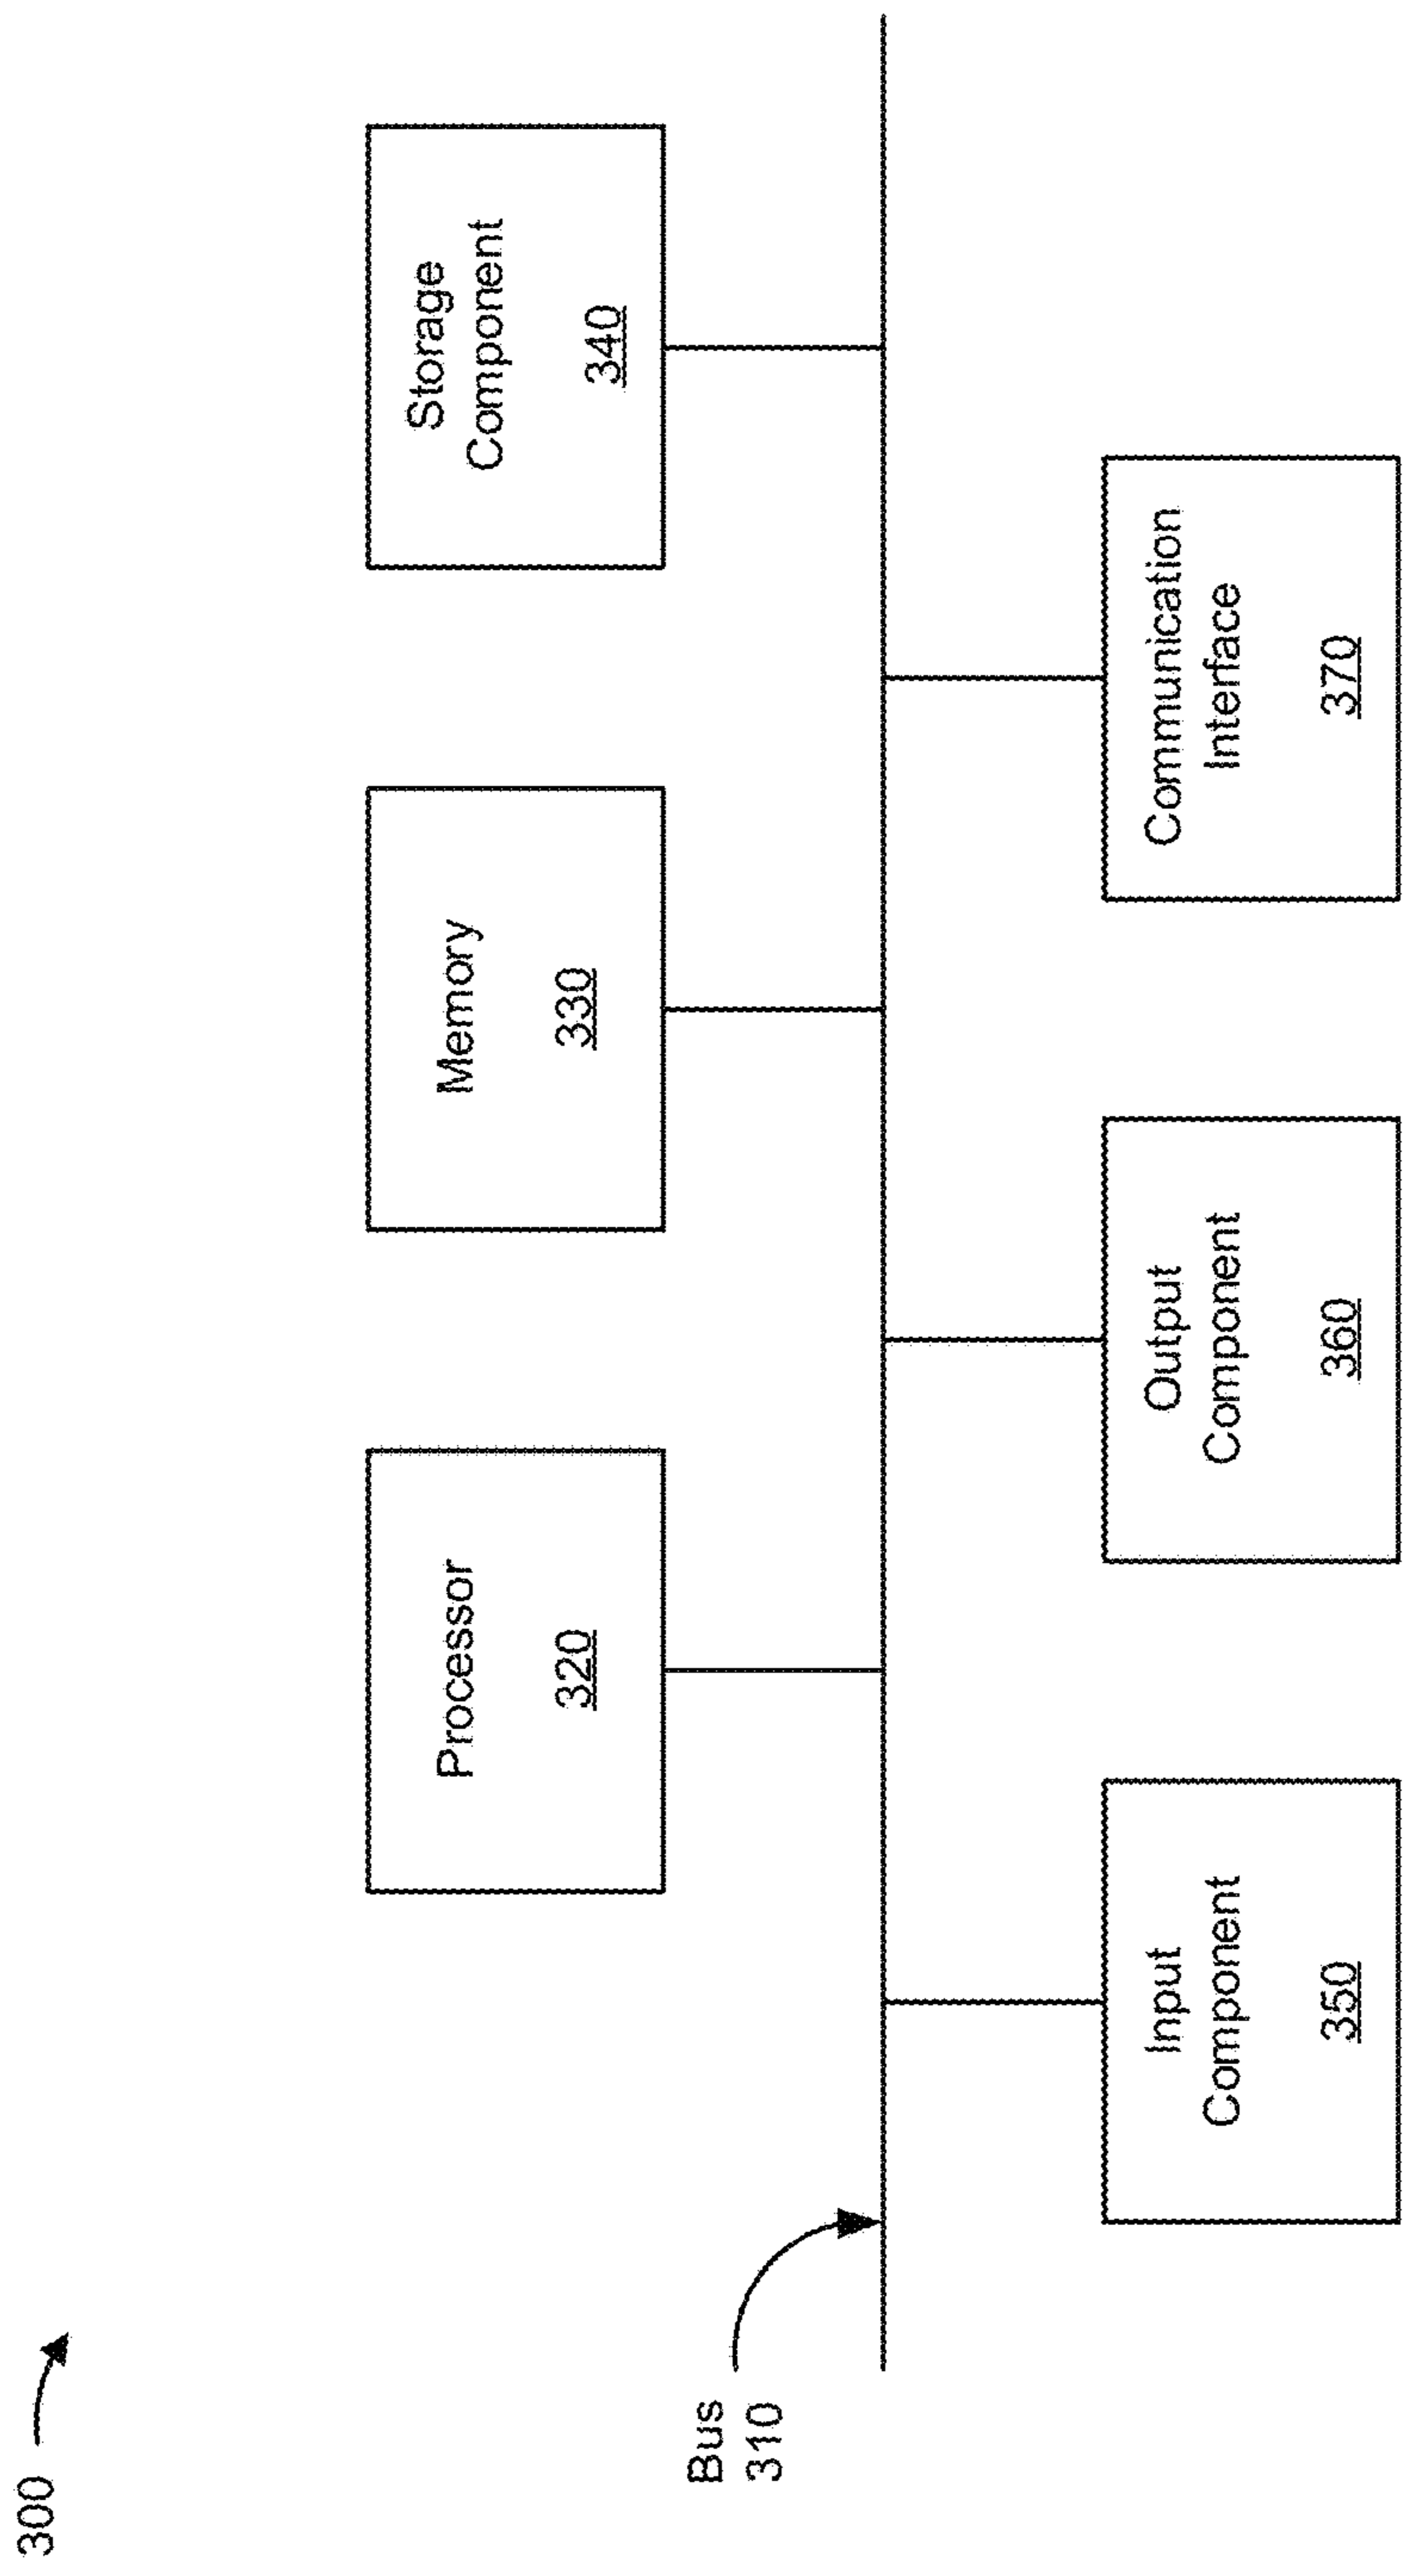 300
Processor
320
Memory
330
Storage
Component
340
Bus
310
Input
Component
350
Output
Component
360
Communication
Interface
370